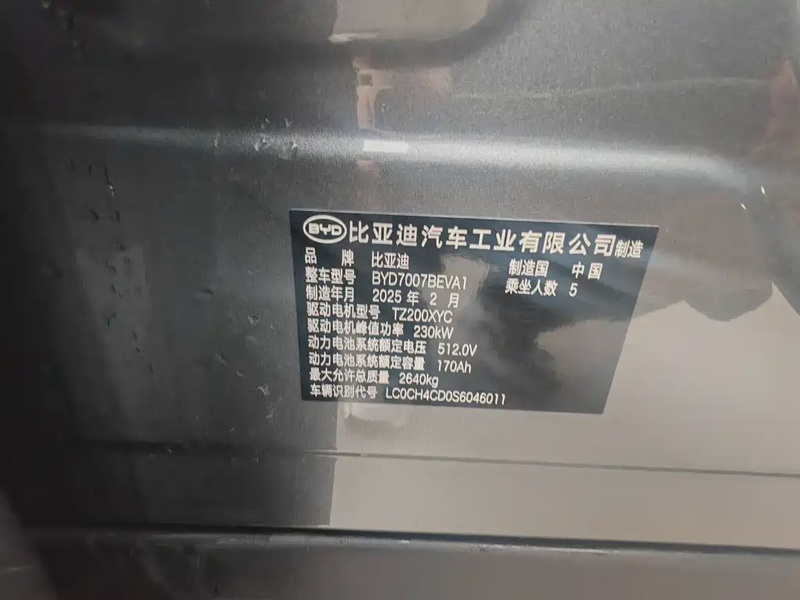 BYD 比亚迪汽车工业有限公司制造
品牌 比亚迪 制造国 中国
整车型号 BYD7007BEVA1 乘坐人数 5
制造年月 2025 年 2 月
驱动电机型号 TZ200XYC
驱动电机峰值功率 230kW
动力电池系统额定电压 512.0V
动力电池系统额定容量 170Ah
最大允许总质量 2640kg
车辆识别代号 LC0CH4CD0S6046011